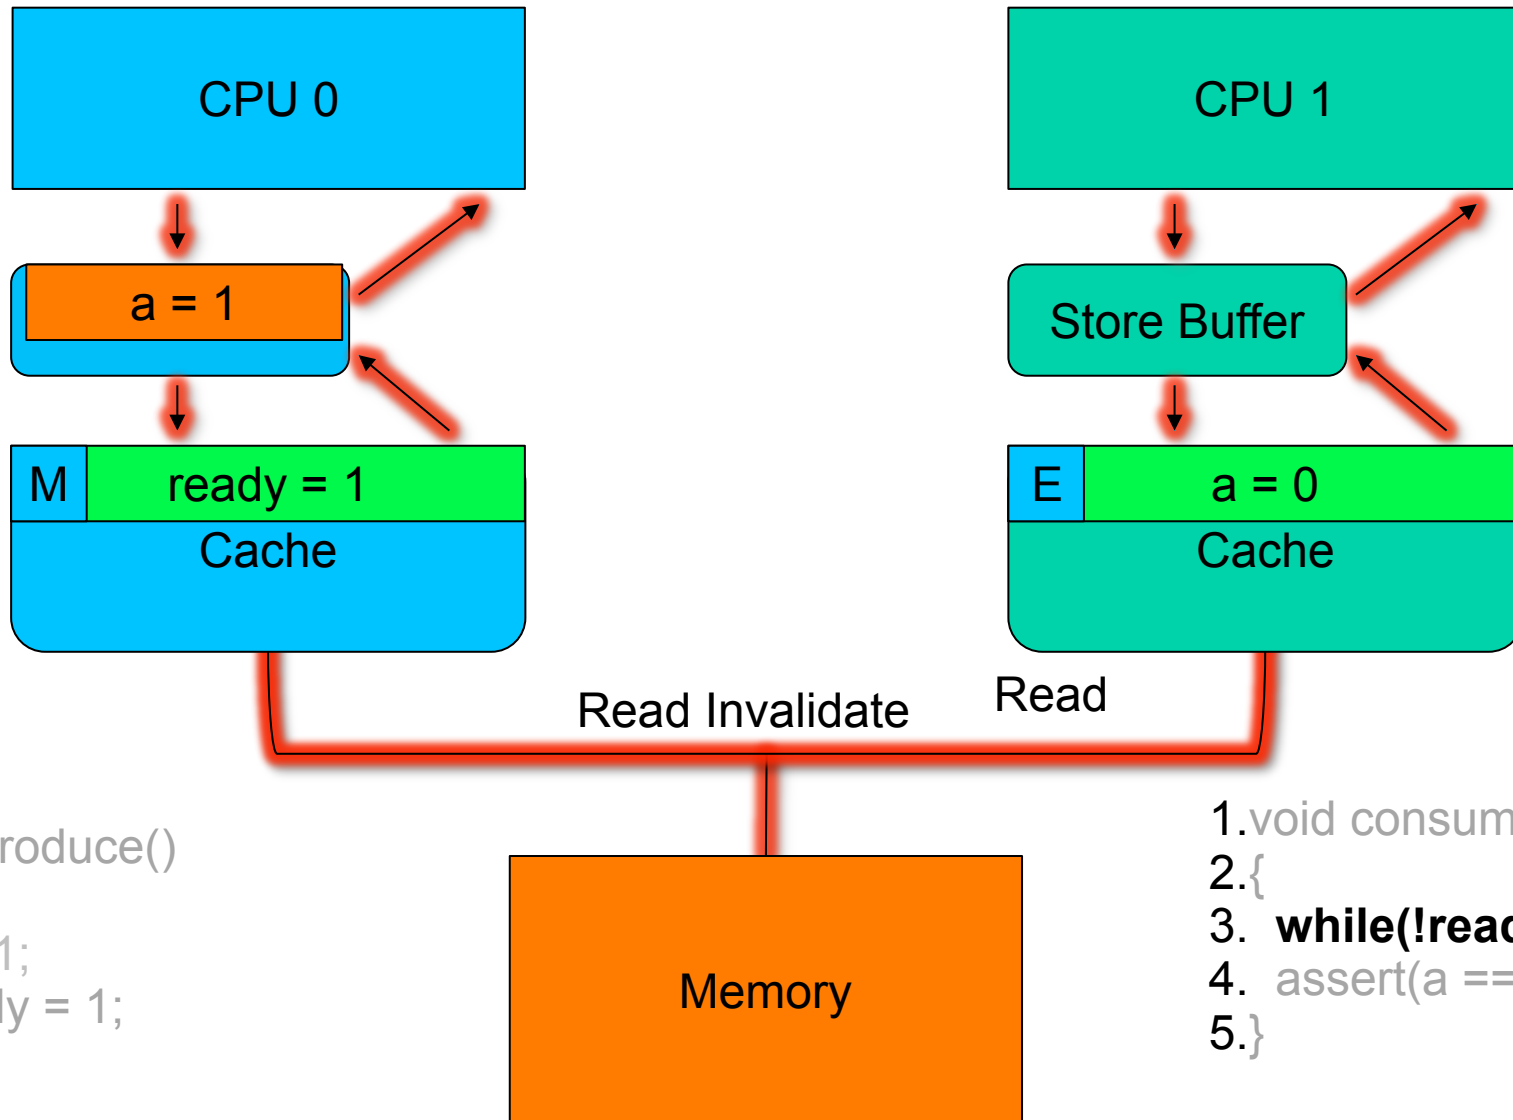 CPU 0
CPU 1
a = 1
Store Buffer
M ready = 1
Cache
E a = 0
Cache
Read Invalidate
Read
roduce()
1;
ly = 1;
Memory
1.void consum
2.{
3. while(!read
4. assert(a ==
5.}